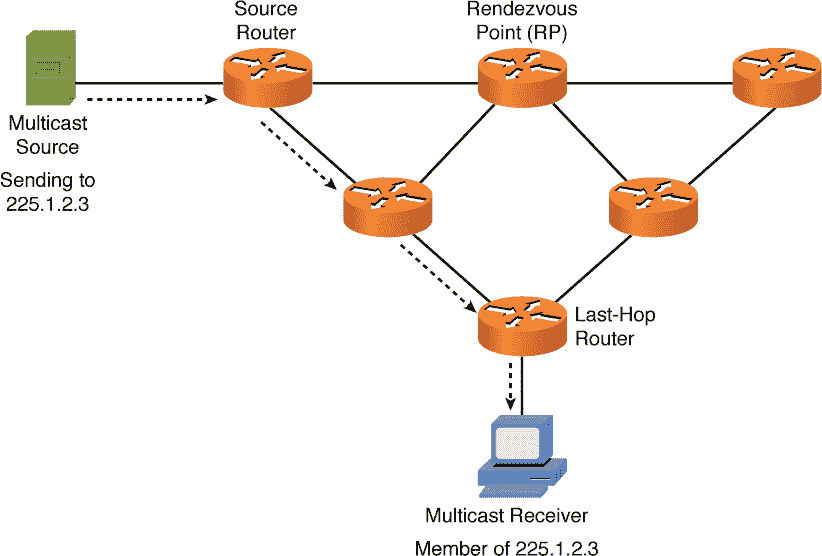 Source
Router
Rendezvous
Point (RP)
Multicast
Source
Sending to
225.1.2.3
Last-Hop
Router
Multicast Receiver
Member of 225.1.2.3